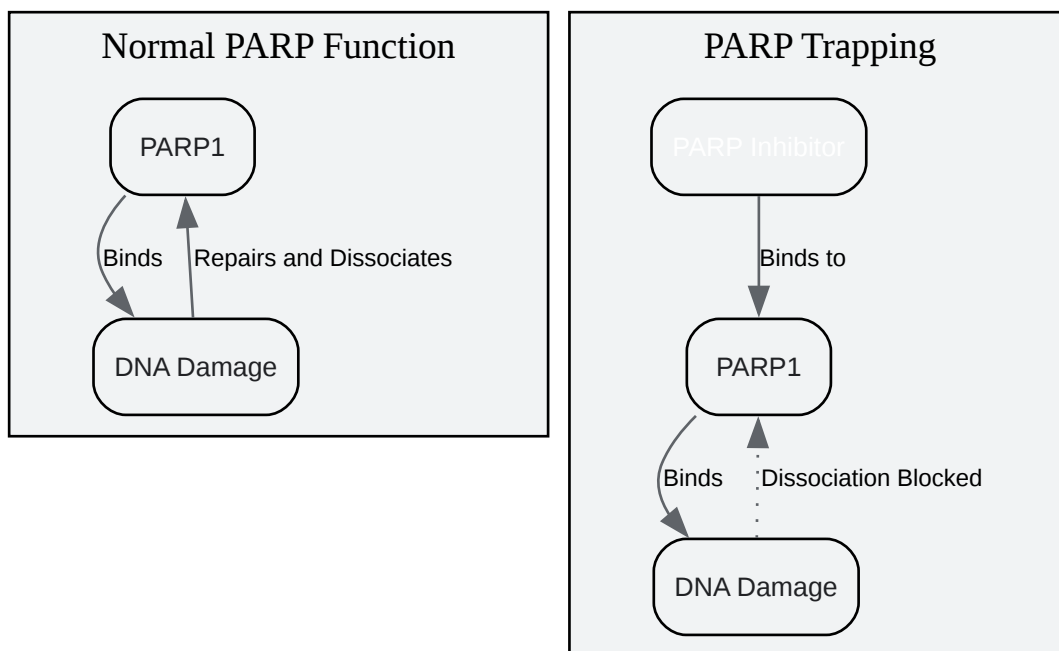 Normal PARP Function
PARP1
Binds
Repairs and Dissociates
DNA Damage
PARP Trapping
PARP Inhibitor
Binds to
PARP1
Binds
Dissociation Blocked
DNA Damage